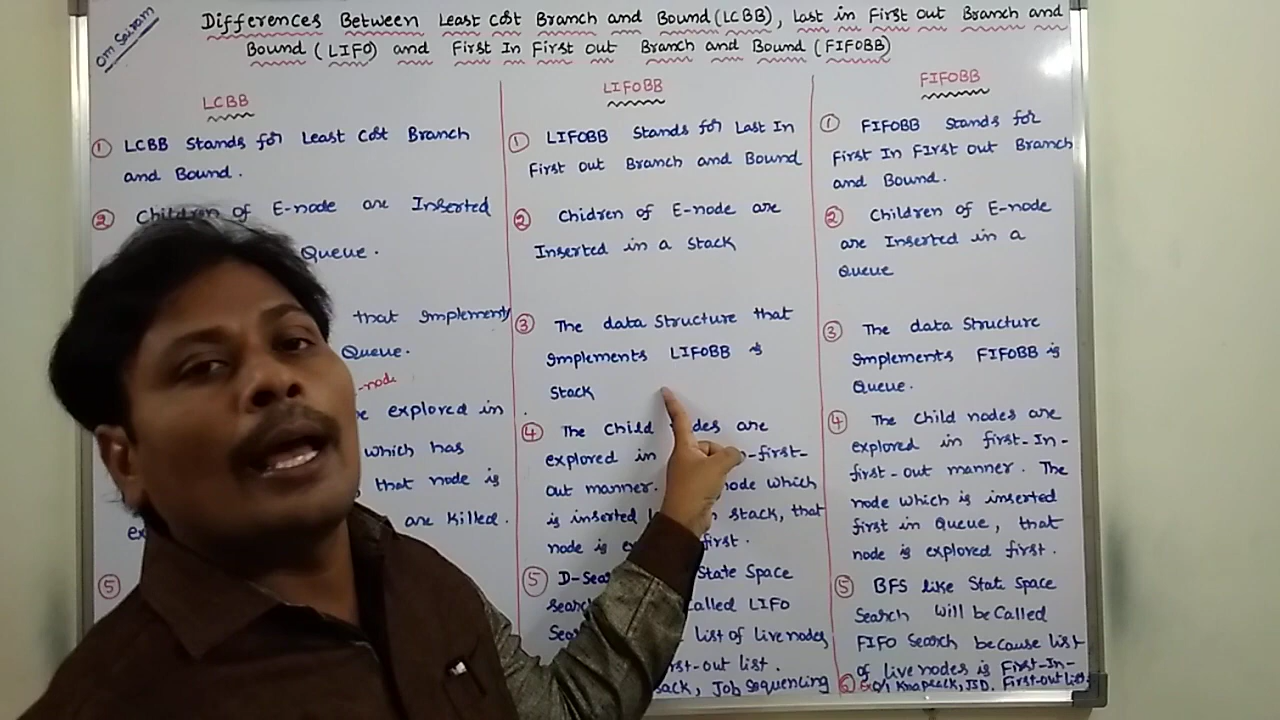 Om Sairam
Differences Between Least Cost Branch and Bound (LCBB), Last in First out Branch and
Bound (LIFO) and First In First out Branch and Bound (FIFOBB)
LCBB
① LCBB Stands for Least Cost Branch
and Bound.
② Children of E-node are Inserted
Queue.
that Implements
Queue.
-node
explored in
which has
that node is
are killed.
⑤
LIFOBB
① LIFOBB Stands for Last In
First out Branch and Bound
② Chidren of E-node are
Inserted in a Stack
③ The data Structure that
Implements LIFOBB is
Stack
④ The Child are
explored in -first-
out manner. node which
is inserted stack, that
node is first.
⑤ State Space
Called LIFO
list of live nodes
-out list.
Job Sequencing
FIFOBB
① FIFOBB Stands for
First In FIrst out Branch
and Bound.
② Children of E-node
are Inserted in a
Queue
③ The data Structure
Implements FIFOBB is
Queue.
④ The child nodes are
explored in first-In-
first-out manner. The
node which is inserted
first in Queue, that
node is explored first.
⑤ BFS like State Space
Search will be Called
FIFO Search because list
of live nodes is First-In-
First-out list.
⑥ 0/1 Knapsack, JSD.